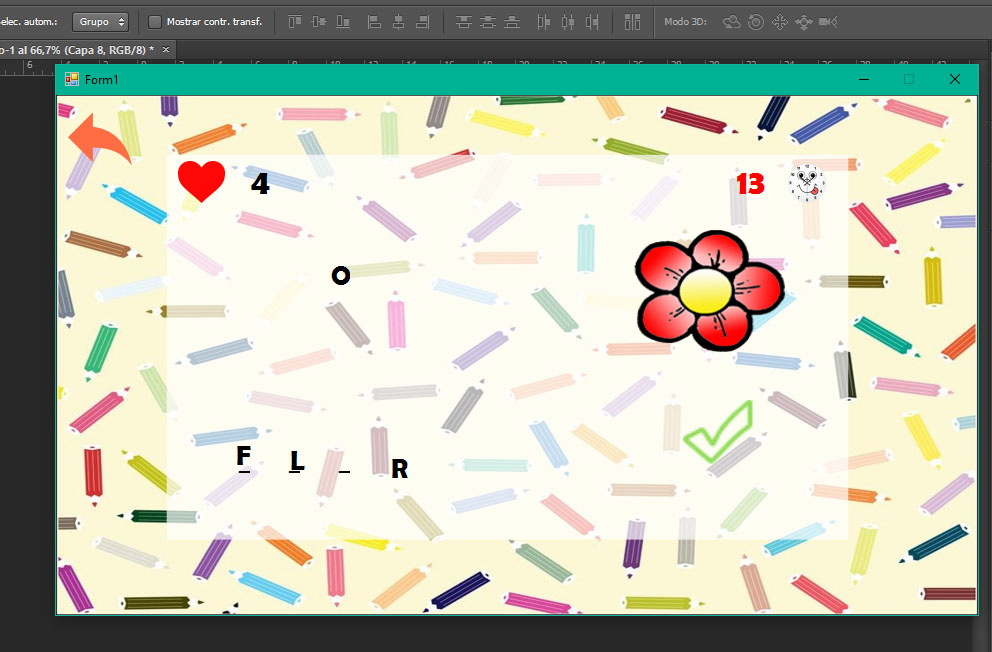 elec. autom.: Grupo Mostrar contr. transf. Modo 3D:
o-1 al 66,7% (Capa 8, RGB/8) * ×
Form1
4 13
O
F L _ R